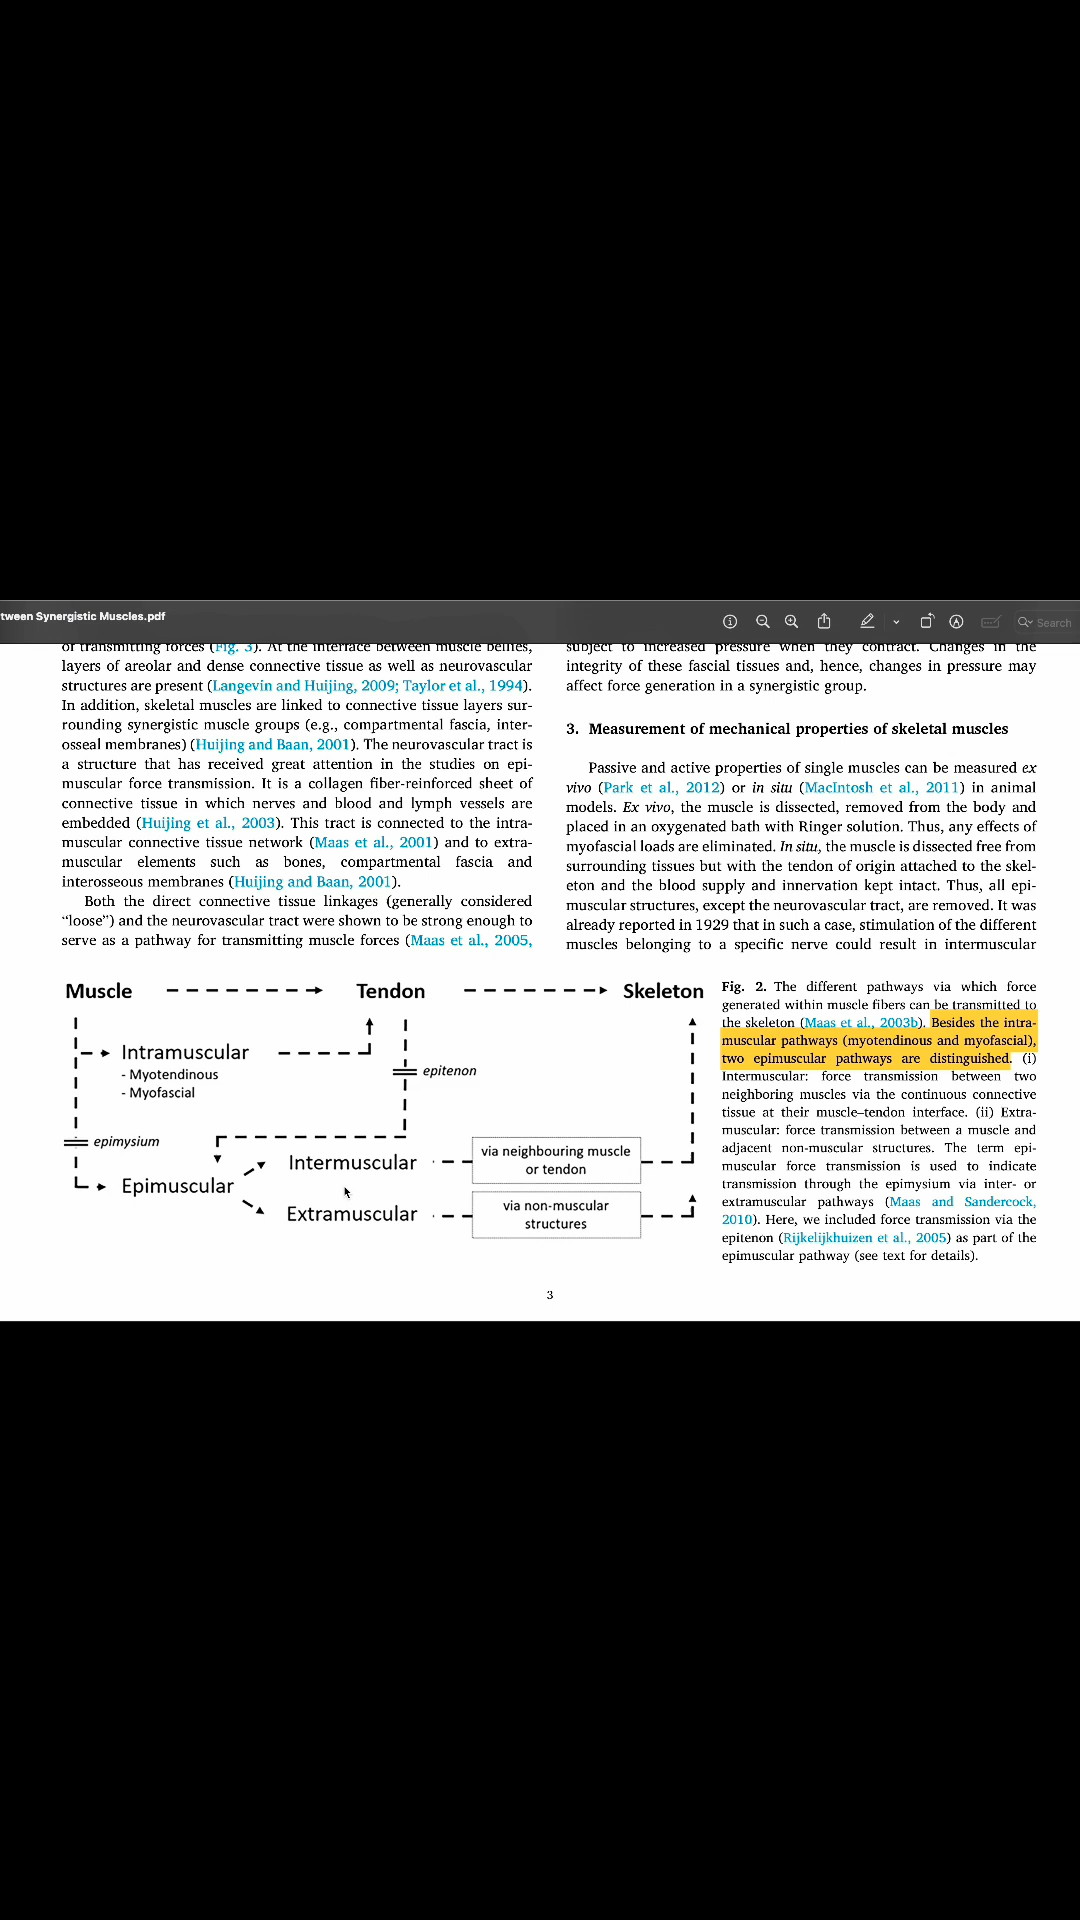 tween Synergistic Muscles.pdf
Search
of transmitting forces (Fig. 3). At the interface between muscle bellies,
layers of areolar and dense connective tissue as well as neurovascular
structures are present (Langevin and Huijing, 2009; Taylor et al., 1994).
In addition, skeletal muscles are linked to connective tissue layers sur-
rounding synergistic muscle groups (e.g., compartmental fascia, inter-
osseal membranes) (Huijing and Baan, 2001). The neurovascular tract is
a structure that has received great attention in the studies on epi-
muscular force transmission. It is a collagen fiber-reinforced sheet of
connective tissue in which nerves and blood and lymph vessels are
embedded (Huijing et al., 2003). This tract is connected to the intra-
muscular connective tissue network (Maas et al., 2001) and to extra-
muscular elements such as bones, compartmental fascia and
interosseous membranes (Huijing and Baan, 2001).
Both the direct connective tissue linkages (generally considered
“loose”) and the neurovascular tract were shown to be strong enough to
serve as a pathway for transmitting muscle forces (Maas et al., 2005,
subject to increased pressure when they contract. Changes in the
integrity of these fascial tissues and, hence, changes in pressure may
affect force generation in a synergistic group.
3. Measurement of mechanical properties of skeletal muscles
Passive and active properties of single muscles can be measured ex
vivo (Park et al., 2012) or in situ (MacIntosh et al., 2011) in animal
models. Ex vivo, the muscle is dissected, removed from the body and
placed in an oxygenated bath with Ringer solution. Thus, any effects of
myofascial loads are eliminated. In situ, the muscle is dissected free from
surrounding tissues but with the tendon of origin attached to the skel-
eton and the blood supply and innervation kept intact. Thus, all epi-
muscular structures, except the neurovascular tract, are removed. It was
already reported in 1929 that in such a case, stimulation of the different
muscles belonging to a specific nerve could result in intermuscular
Muscle
Tendon
Skeleton
Intramuscular
- Myotendinous
- Myofascial
epitenon
epimysium
Epimuscular
Intermuscular
Extramuscular
via neighbouring muscle
or tendon
via non-muscular
structures
Fig. 2. The different pathways via which force
generated within muscle fibers can be transmitted to
the skeleton (Maas et al., 2003b). Besides the intra-
muscular pathways (myotendinous and myofascial),
two epimuscular pathways are distinguished. (i)
Intermuscular: force transmission between two
neighboring muscles via the continuous connective
tissue at their muscle–tendon interface. (ii) Extra-
muscular: force transmission between a muscle and
adjacent non-muscular structures. The term epi-
muscular force transmission is used to indicate
transmission through the epimysium via inter- or
extramuscular pathways (Maas and Sandercock,
2010). Here, we included force transmission via the
epitenon (Rijkelijkhuizen et al., 2005) as part of the
epimuscular pathway (see text for details).
3